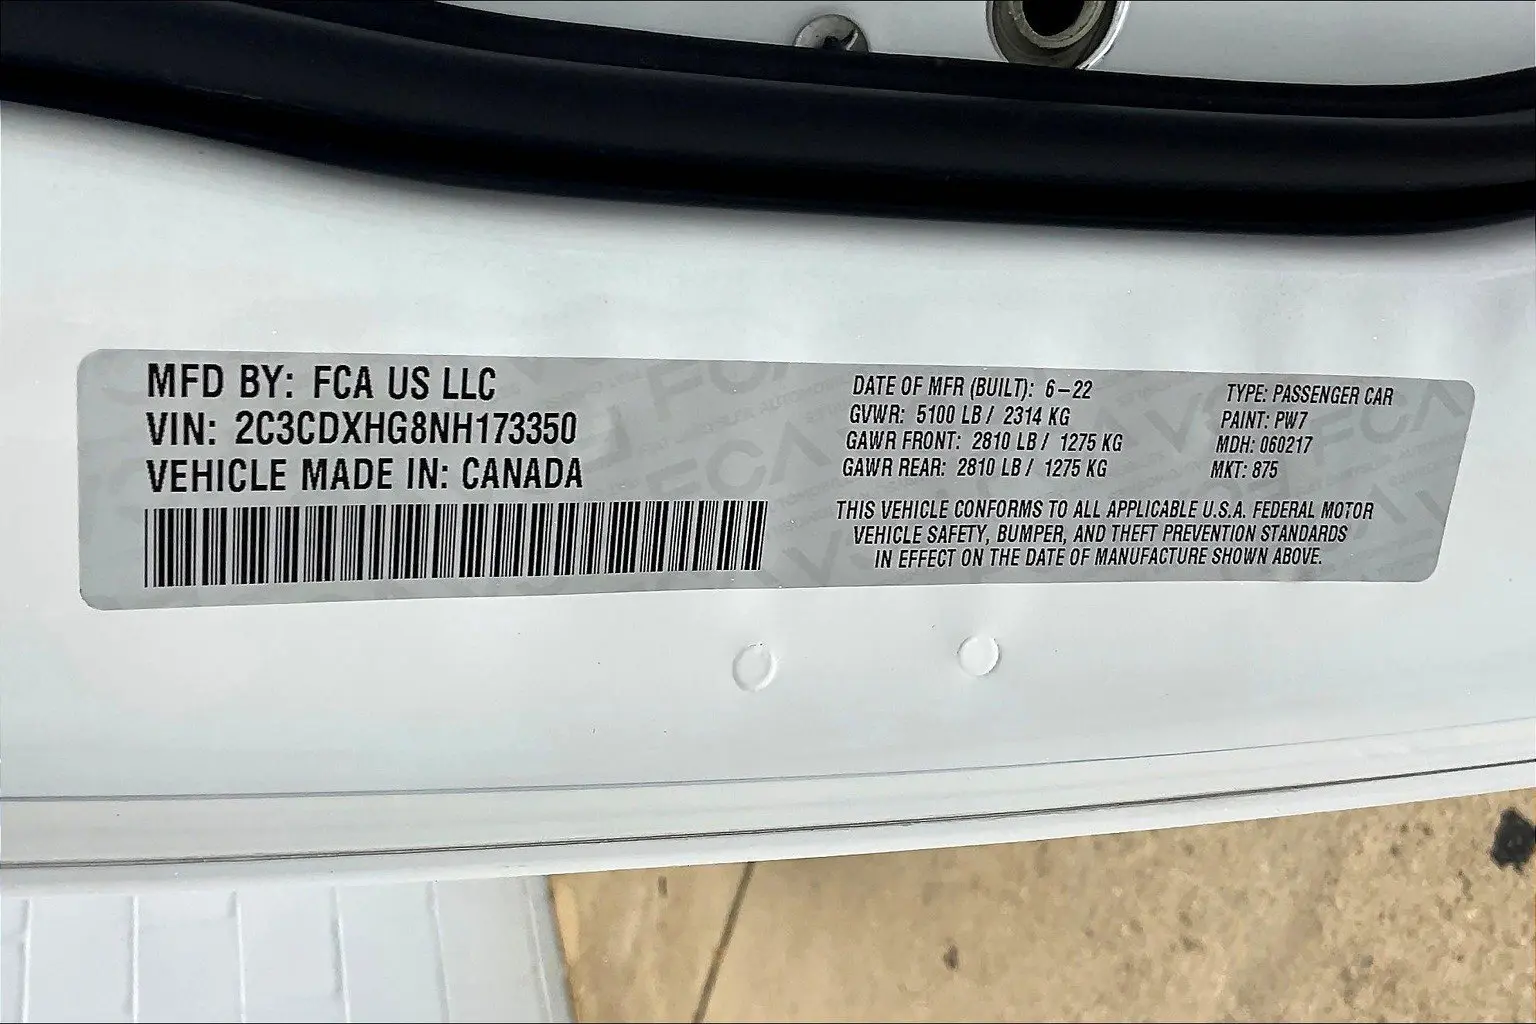 MFD BY: FCA US LLC
VIN: 2C3CDXHG8NH173350
VEHICLE MADE IN: CANADA
DATE OF MFR (BUILT): 6-22
GVWR: 5100 LB / 2314 KG
GAWR FRONT: 2810 LB / 1275 KG
GAWR REAR: 2810 LB / 1275 KG
TYPE: PASSENGER CAR
PAINT: PW7
MDH: 060217
MKT: 875
THIS VEHICLE CONFORMS TO ALL APPLICABLE U.S.A. FEDERAL MOTOR
VEHICLE SAFETY, BUMPER, AND THEFT PREVENTION STANDARDS
IN EFFECT ON THE DATE OF MANUFACTURE SHOWN ABOVE.